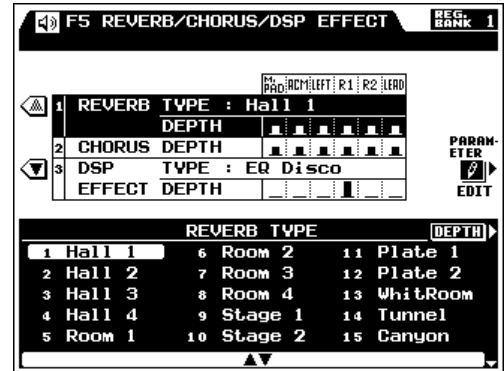 F5 REVERB/CHORUS/DSP EFFECT REG. BANK 1
M. PAD ACM LEFT R1 R2 LEAD
1 REVERB TYPE : Hall 1
DEPTH
2 CHORUS DEPTH
3 DSP TYPE : EQ Disco
EFFECT DEPTH
PARAM-
ETER
EDIT
REVERB TYPE DEPTH
1 Hall 1 6 Room 2 11 Plate 1
2 Hall 2 7 Room 3 12 Plate 2
3 Hall 3 8 Room 4 13 WhitRoom
4 Hall 4 9 Stage 1 14 Tunnel
5 Room 1 10 Stage 2 15 Canyon